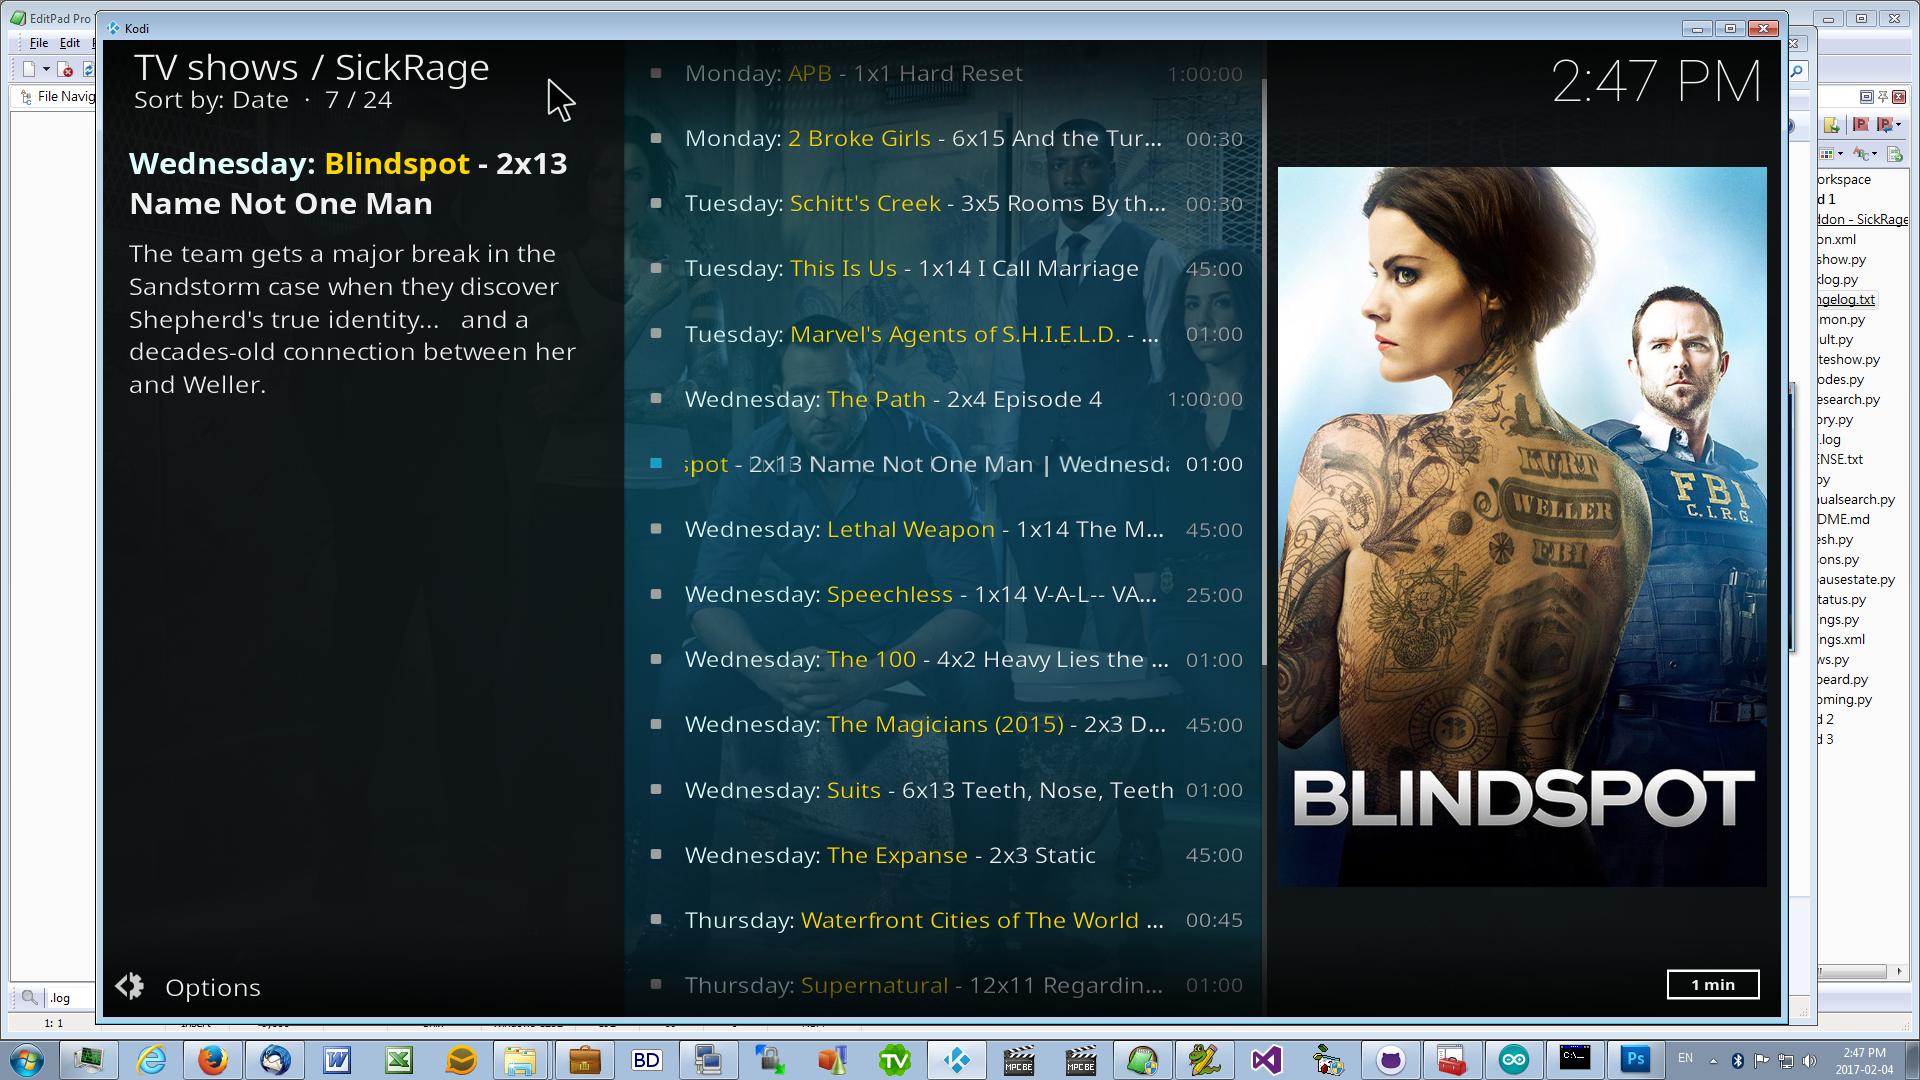 EditPad Pro
Kodi
File Edit
File Navig
.log
1: 1
TV shows / SickRage
Sort by: Date · 7 / 24
Wednesday: Blindspot - 2x13
Name Not One Man
The team gets a major break in the
Sandstorm case when they discover
Shepherd's true identity... and a
decades-old connection between her
and Weller.
Options
Monday: APB - 1x1 Hard Reset 1:00:00
Monday: 2 Broke Girls - 6x15 And the Tur... 00:30
Tuesday: Schitt's Creek - 3x5 Rooms By th... 00:30
Tuesday: This Is Us - 1x14 I Call Marriage 45:00
Tuesday: Marvel's Agents of S.H.I.E.L.D. - ... 01:00
Wednesday: The Path - 2x4 Episode 4 1:00:00
spot - 2x13 Name Not One Man | Wednesda 01:00
Wednesday: Lethal Weapon - 1x14 The M... 45:00
Wednesday: Speechless - 1x14 V-A-L-- VA... 25:00
Wednesday: The 100 - 4x2 Heavy Lies the ... 01:00
Wednesday: The Magicians (2015) - 2x3 D... 45:00
Wednesday: Suits - 6x13 Teeth, Nose, Teeth 01:00
Wednesday: The Expanse - 2x3 Static 45:00
Thursday: Waterfront Cities of The World ... 00:45
Thursday: Supernatural - 12x11 Regardin... 01:00
2:47 PM
KURT
WELLER
FBI
FBI
C.I.R.G.
BLINDSPOT
1 min
orkspace
d 1
ddon - SickRage
on.xml
show.py
klog.py
ngelog.txt
mon.py
ult.py
teshow.py
odes.py
esearch.py
ory.py
.log
ENSE.txt
py
nualsearch.py
DME.md
esh.py
sons.py
pausestate.py
tatus.py
ngs.py
ngs.xml
ws.py
beard.py
oming.py
d 2
d 3
BD
TV
MPC BE
MPC BE
C:\_
Ps
EN
2:47 PM
2017-02-04